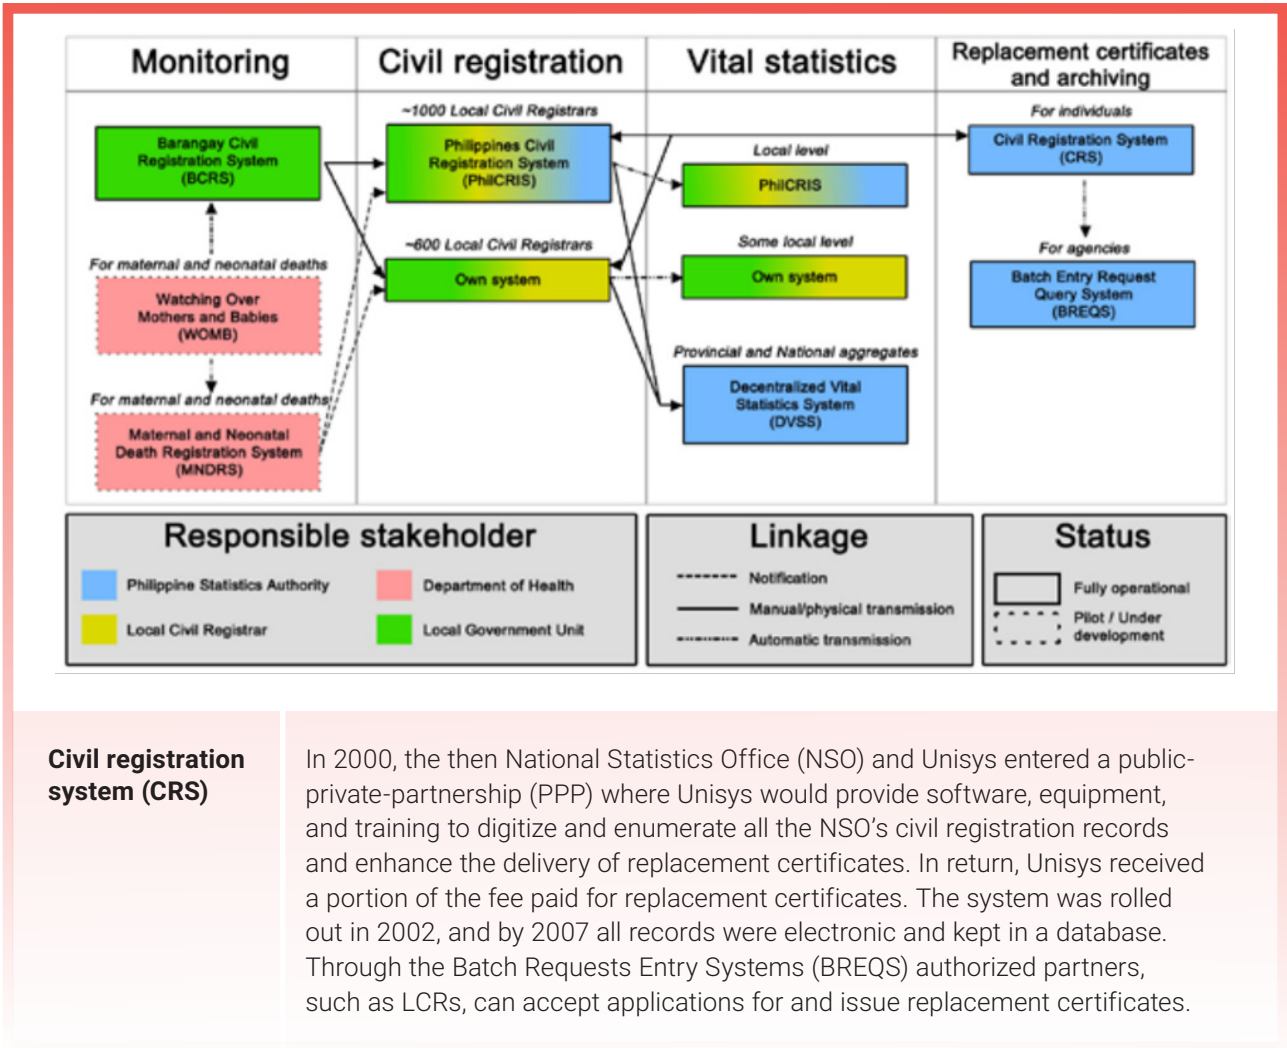 Monitoring
Civil registration
Vital statistics
Replacement certificates
and archiving
~1000 Local Civil Registrars
For individuals
Barangay Civil
Registration System
(BCRS)
Philippines Civil
Registration System
(PhilCRIS)
Local level
PhilCRIS
Civil Registration System
(CRS)
~600 Local Civil Registrars
Some local level
For agencies
For maternal and neonatal deaths
Watching Over
Mothers and Babies
(WOMB)
Own system
Own system
Batch Entry Request
Query System
(BREQS)
Provincial and National aggregates
For maternal and neonatal deaths
Maternal and Neonatal
Death Registration System
(MNDRS)
Decentralized Vital
Statistics System
(DVSS)
Responsible stakeholder
Philippine Statistics Authority
Department of Health
Local Civil Registrar
Local Government Unit
Linkage
Notification
Manual/physical transmission
Automatic transmission
Status
Fully operational
Pilot / Under
development
Civil registration
system (CRS)
In 2000, the then National Statistics Office (NSO) and Unisys entered a public-
private-partnership (PPP) where Unisys would provide software, equipment,
and training to digitize and enumerate all the NSO's civil registration records
and enhance the delivery of replacement certificates. In return, Unisys received
a portion of the fee paid for replacement certificates. The system was rolled
out in 2002, and by 2007 all records were electronic and kept in a database.
Through the Batch Requests Entry Systems (BREQS) authorized partners,
such as LCRs, can accept applications for and issue replacement certificates.